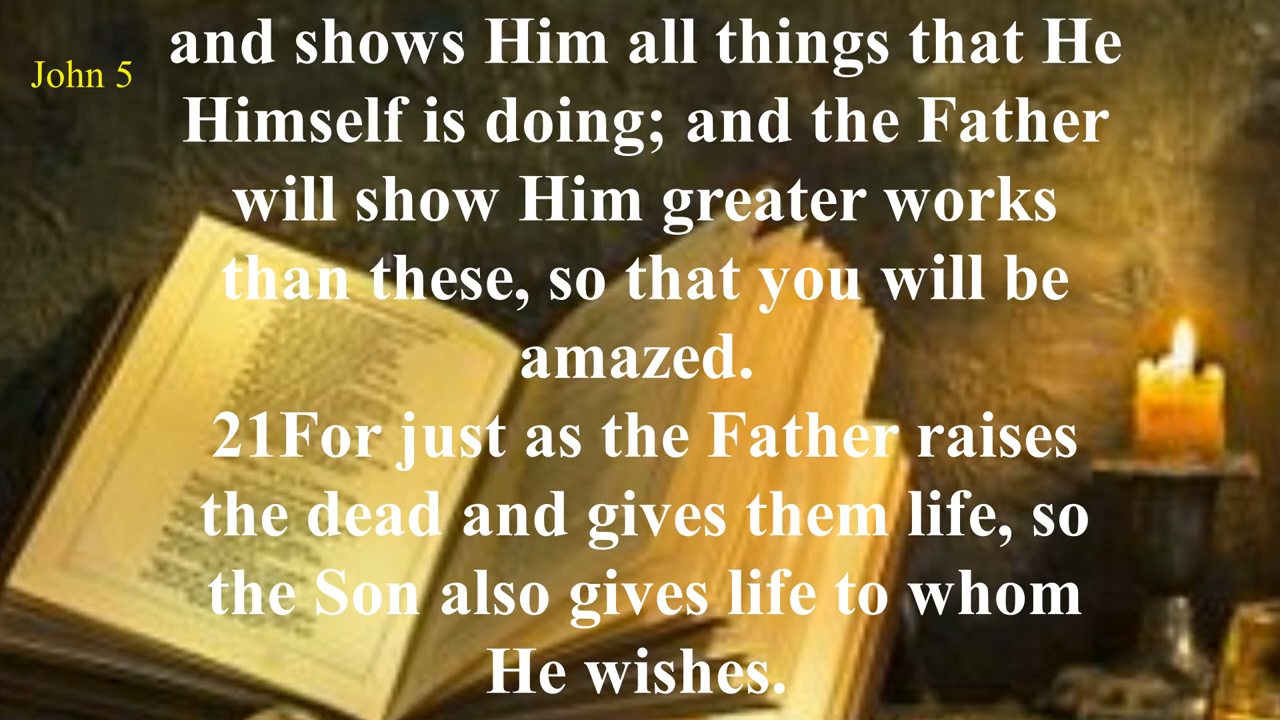 John 5
and shows Him all things that He
Himself is doing; and the Father
will show Him greater works
than these, so that you will be
amazed.
21For just as the Father raises
the dead and gives them life, so
the Son also gives life to whom
He wishes.